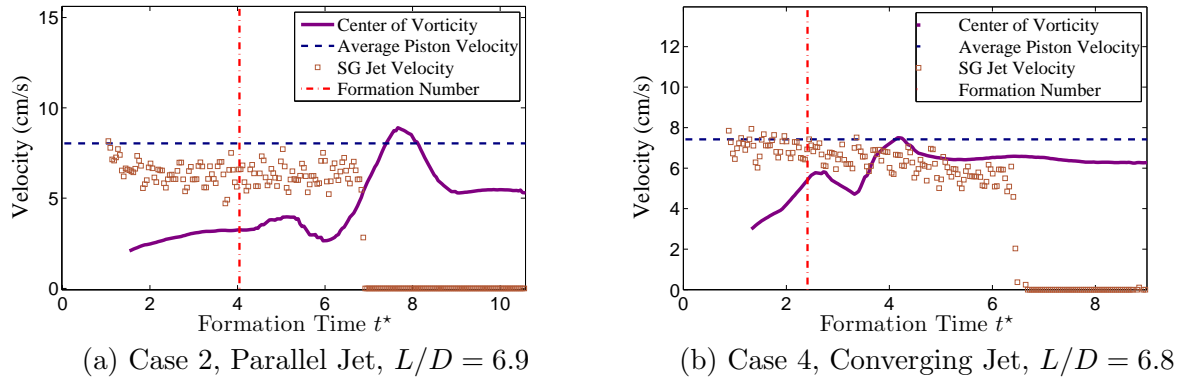 15
10
5
0
0
2
4
6
8
10
Velocity (cm/s)
Formation Time t⋆
Center of Vorticity
Average Piston Velocity
SG Jet Velocity
Formation Number
(a) Case 2, Parallel Jet, L/D = 6.9
14
12
10
8
6
4
2
0
0
2
4
6
8
Velocity (cm/s)
Formation Time t⋆
Center of Vorticity
Average Piston Velocity
SG Jet Velocity
Formation Number
(b) Case 4, Converging Jet, L/D = 6.8